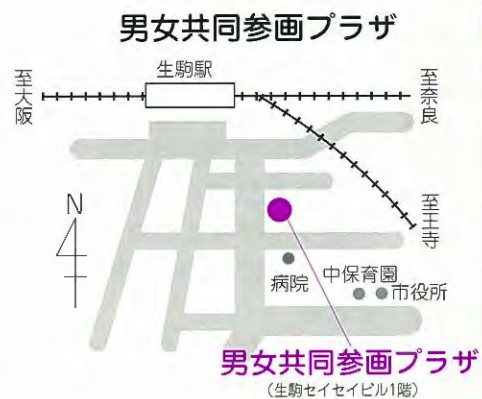 男女共同参画プラザ
生駒駅
至大阪
至奈良
至王寺
N
病院
中保育園
市役所
男女共同参画プラザ
(生駒セイセイビル1階)